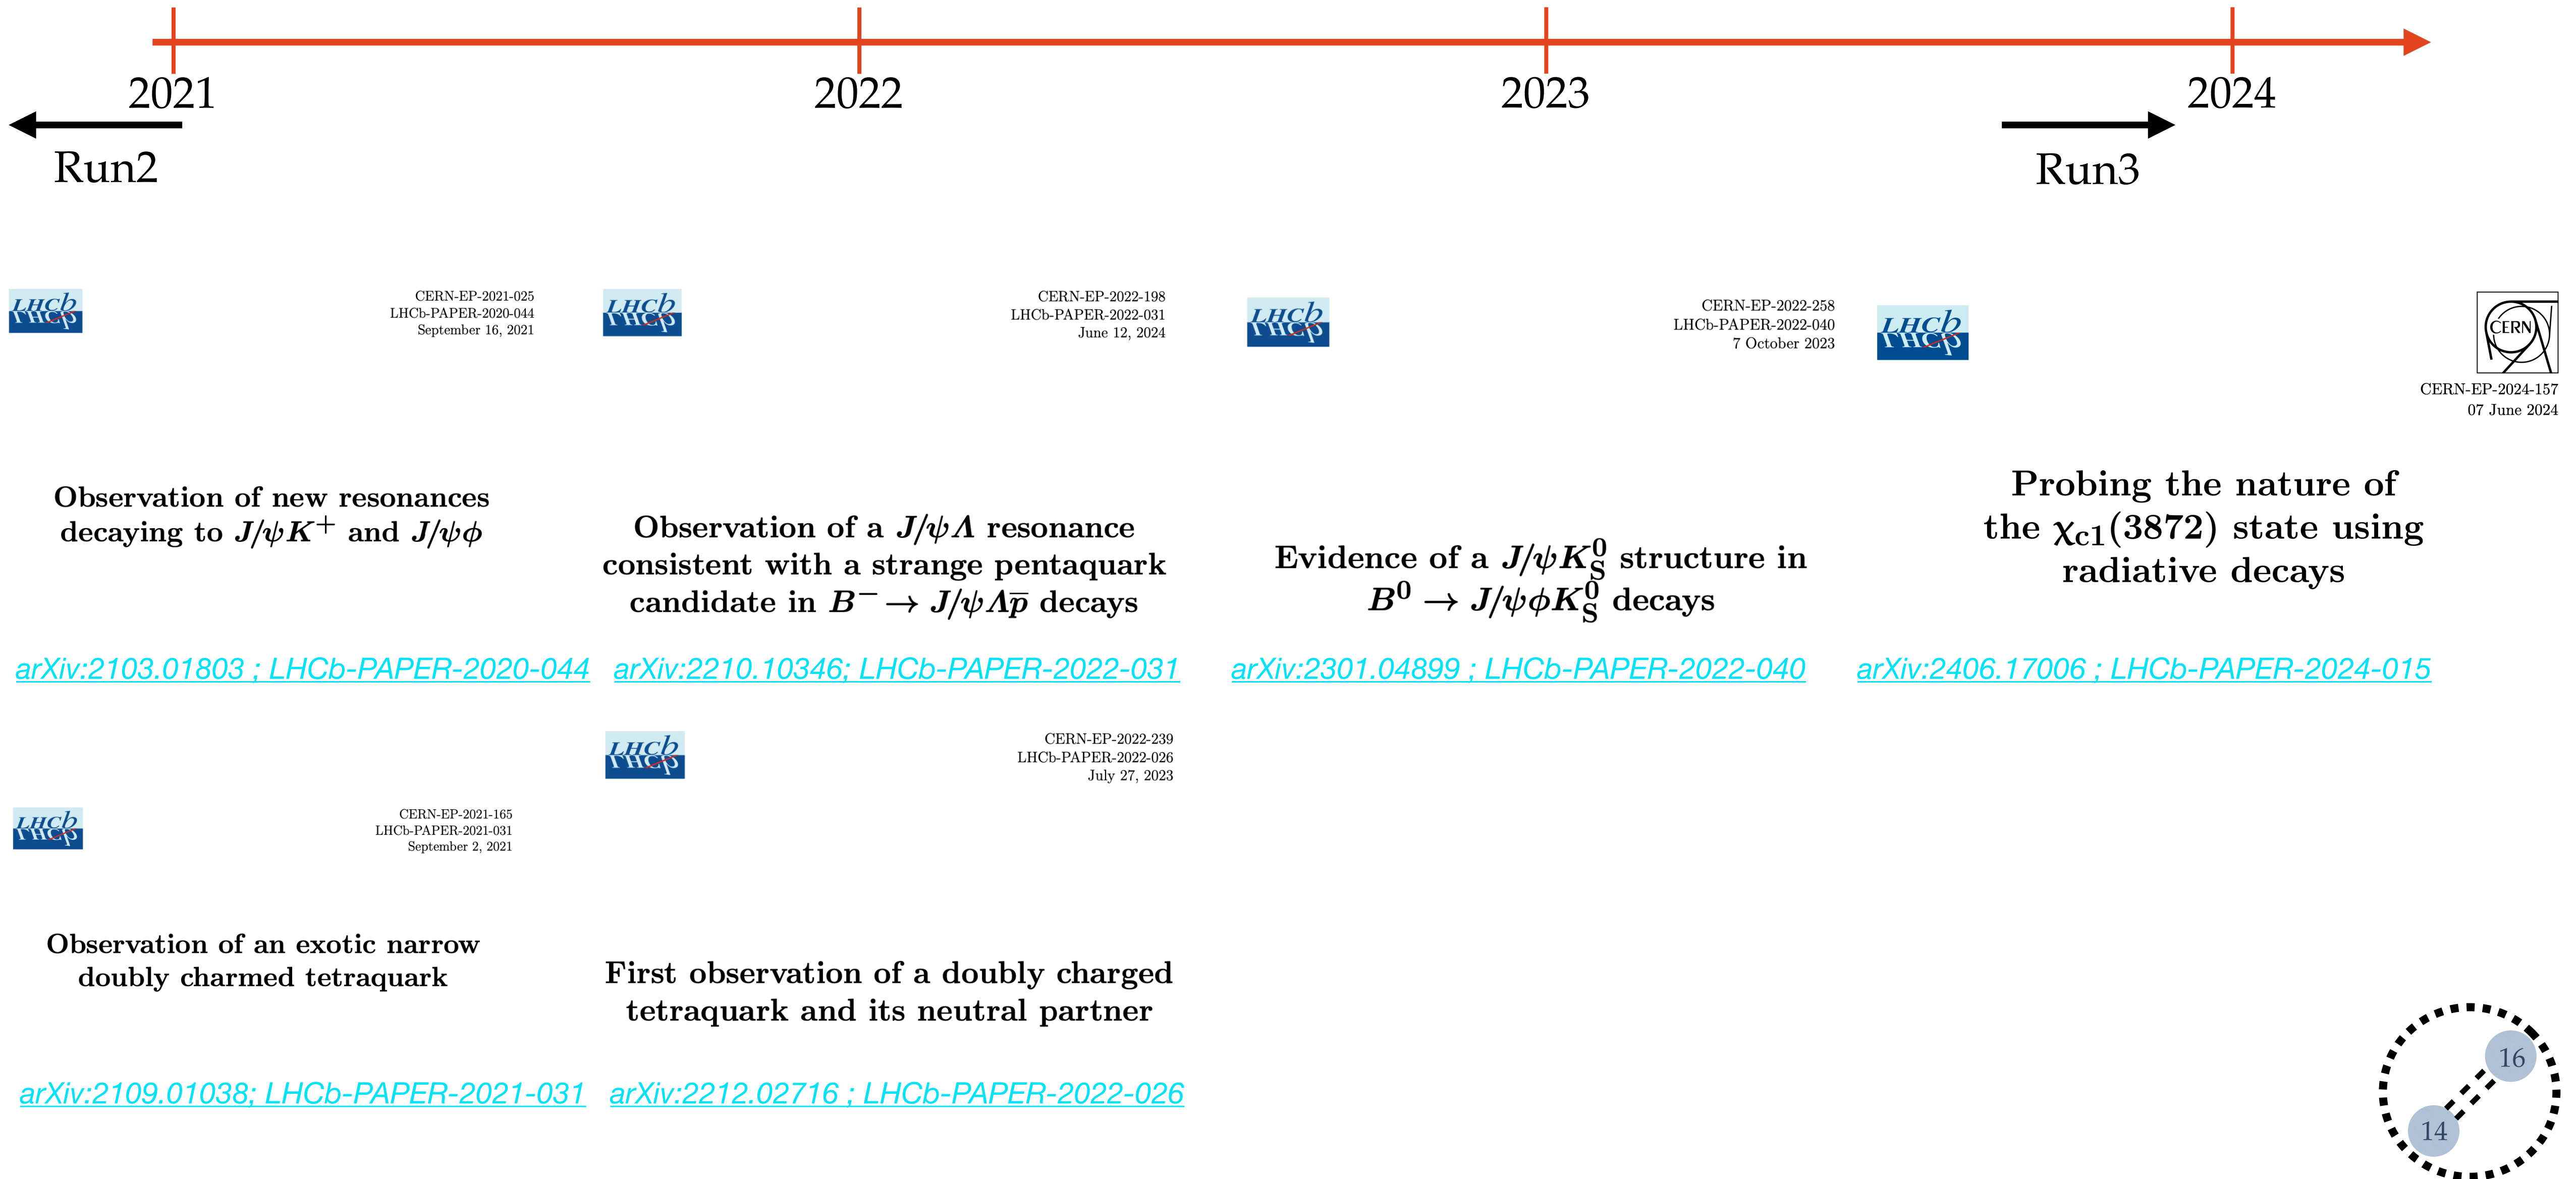 2021
2022
2023
2024
Run2
Run3
LHCb
CERN-EP-2021-025
LHCb-PAPER-2020-044
September 16, 2021
Observation of new resonances
decaying to J/ψK⁺ and J/ψϕ
arXiv:2103.01803 ; LHCb-PAPER-2020-044
LHCb
CERN-EP-2022-198
LHCb-PAPER-2022-031
June 12, 2024
Observation of a J/ψΛ resonance
consistent with a strange pentaquark
candidate in B⁻ → J/ψΛp̅ decays
arXiv:2210.10346; LHCb-PAPER-2022-031
LHCb
CERN-EP-2022-258
LHCb-PAPER-2022-040
7 October 2023
Evidence of a J/ψK⁰_S structure in
B⁰ → J/ψϕK⁰_S decays
arXiv:2301.04899 ; LHCb-PAPER-2022-040
LHCb
CERN
CERN-EP-2024-157
07 June 2024
Probing the nature of
the χc1(3872) state using
radiative decays
arXiv:2406.17006 ; LHCb-PAPER-2024-015
LHCb
CERN-EP-2021-165
LHCb-PAPER-2021-031
September 2, 2021
Observation of an exotic narrow
doubly charmed tetraquark
arXiv:2109.01038; LHCb-PAPER-2021-031
LHCb
CERN-EP-2022-239
LHCb-PAPER-2022-026
July 27, 2023
First observation of a doubly charged
tetraquark and its neutral partner
arXiv:2212.02716 ; LHCb-PAPER-2022-026
16
14